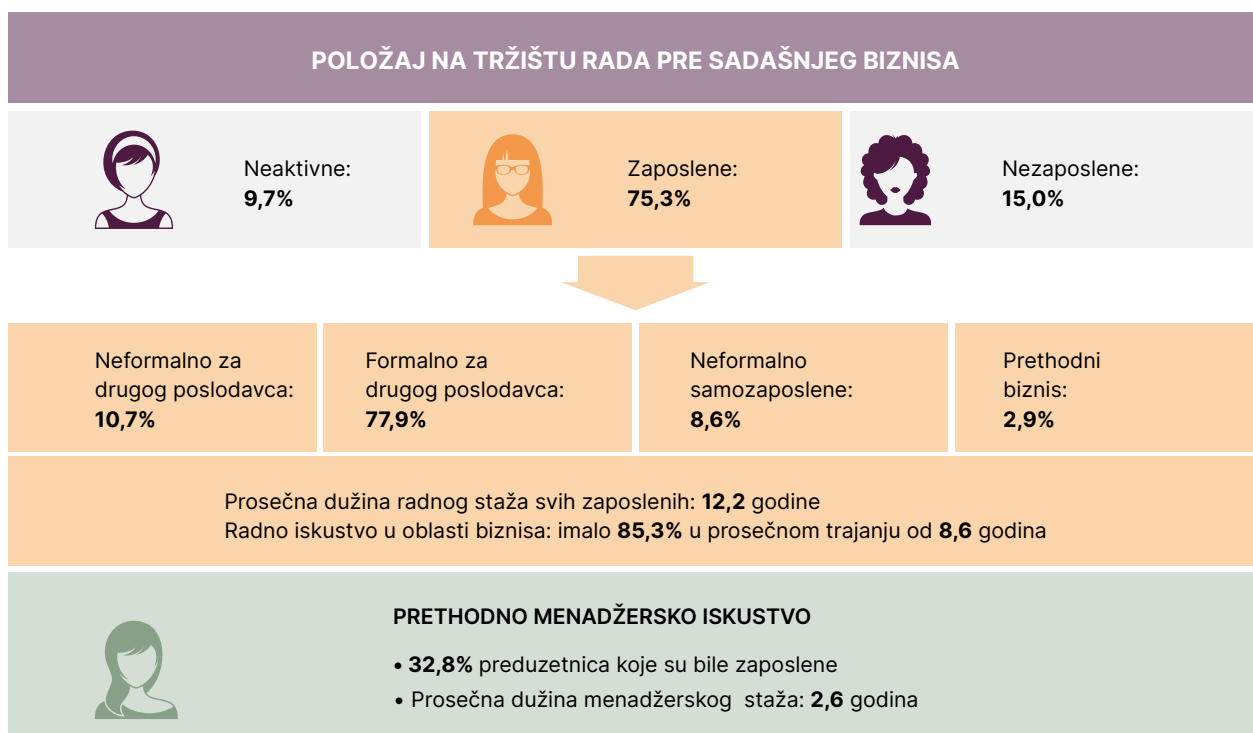 POLOŽAJ NA TRŽIŠTU RADA PRE SADAŠNJEG BIZNISA
Neaktivne:
9,7%
Zaposlene:
75,3%
Nezaposlene:
15,0%
Neformalno za
drugog poslodavca:
10,7%
Formalno za
drugog poslodavca:
77,9%
Neformalno
samozaposlene:
8,6%
Prethodni
biznis:
2,9%
Prosečna dužina radnog staža svih zaposlenih: 12,2 godine
Radno iskustvo u oblasti biznisa: imalo 85,3% u prosečnom trajanju od 8,6 godina
PRETHODNO MENADŽERSKO ISKUSTVO
• 32,8% preduzetnica koje su bile zaposlene
• Prosečna dužina menadžerskog staža: 2,6 godina